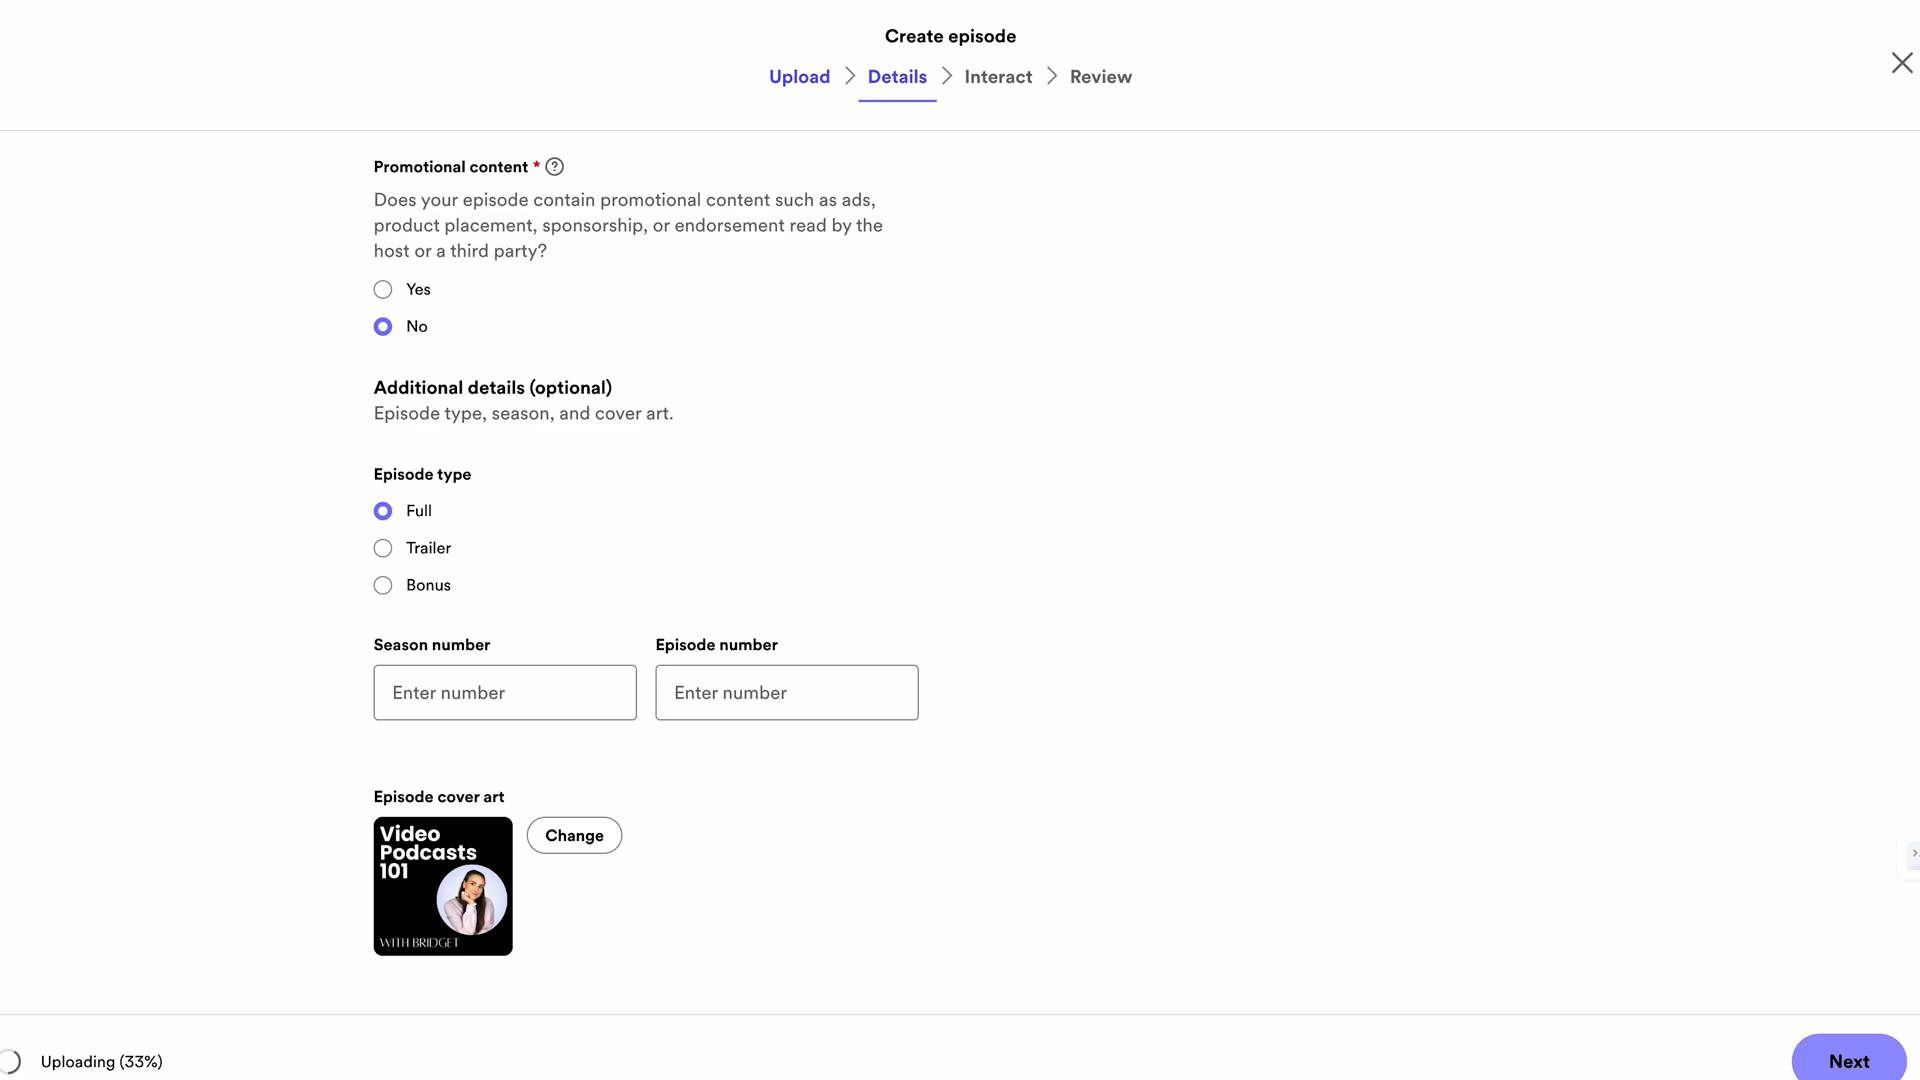 Create episode
Upload Details Interact Review
Promotional content *
Does your episode contain promotional content such as ads,
product placement, sponsorship, or endorsement read by the
host or a third party?
Yes
No
Additional details (optional)
Episode type, season, and cover art.
Episode type
Full
Trailer
Bonus
Season number Episode number
Enter number Enter number
Episode cover art
Video
Podcasts
101
WITH BRIDGET
Change
Uploading (33%)
Next